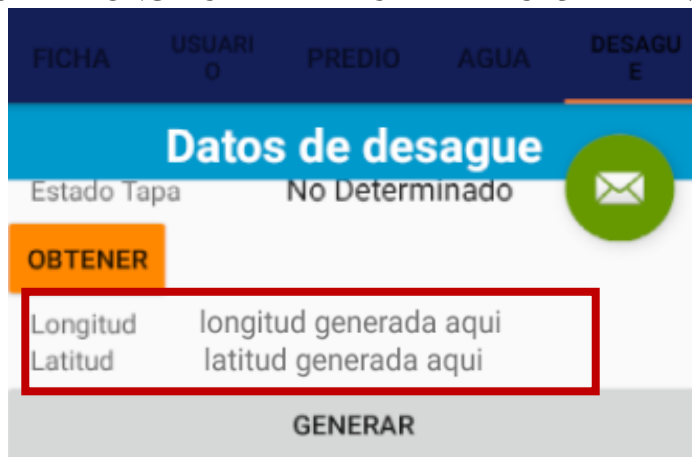 FICHA USUARI PREDIO AGUA DESAGU
O E
Datos de desague
Estado Tapa No Determinado
OBTENER
Longitud longitud generada aqui
Latitud latitud generada aqui
GENERAR